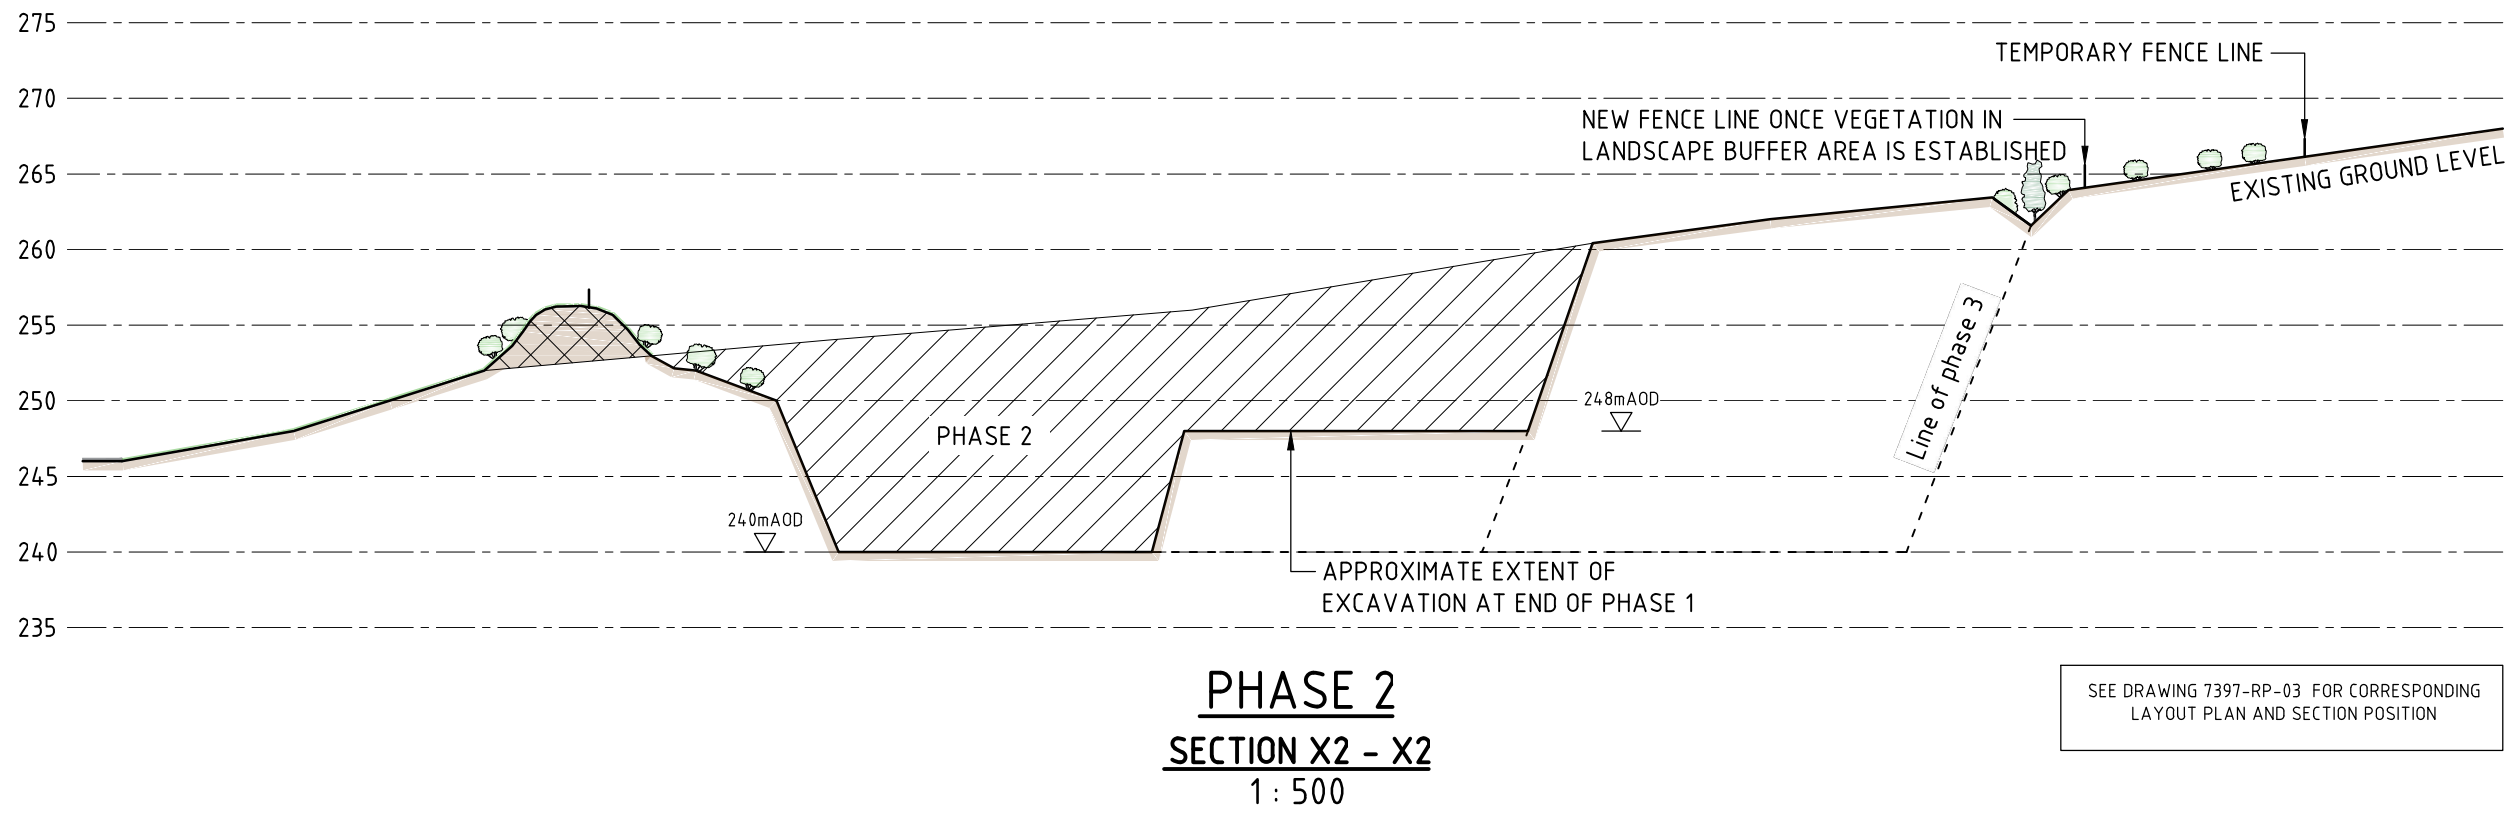 275
TEMPORARY FENCE LINE
270
NEW FENCE LINE ONCE VEGETATION IN
LANDSCAPE BUFFER AREA IS ESTABLISHED
265
EXISTING GROUND LEVEL
260
255
Line of phase 3
250
248mAOD
PHASE 2
245
240mAOD
240
APPROXIMATE EXTENT OF
EXCAVATION AT END OF PHASE 1
235
PHASE 2
SECTION X2 - X2
1 : 500
SEE DRAWING 7397-RP-03 FOR CORRESPONDING
LAYOUT PLAN AND SECTION POSITION